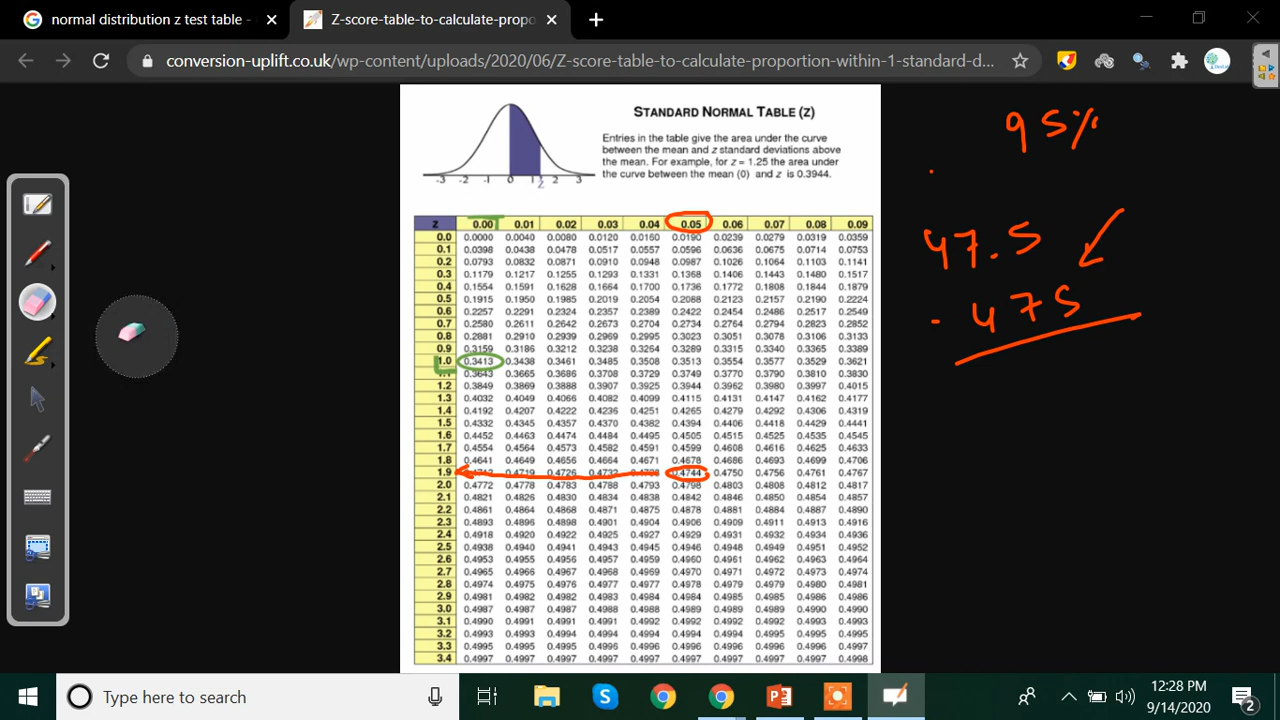 normal distribution z test table -
Z-score-table-to-calculate-propo
conversion-uplift.co.uk/wp-content/uploads/2020/06/Z-score-table-to-calculate-proportion-within-1-standard-d...
STANDARD NORMAL TABLE (Z)
Entries in the table give the area under the curve
between the mean and z standard deviations above
the mean. For example, for z = 1.25 the area under
the curve between the mean (0) and z is 0.3944.
-3 -2 -1 0 1 2 3
z
95%
47.5
.475
Z 0.00 0.01 0.02 0.03 0.04 0.05 0.06 0.07 0.08 0.09
0.0 0.0000 0.0040 0.0080 0.0120 0.0160 0.0190 0.0239 0.0279 0.0319 0.0359
0.1 0.0398 0.0438 0.0478 0.0517 0.0557 0.0596 0.0636 0.0675 0.0714 0.0753
0.2 0.0793 0.0832 0.0871 0.0910 0.0948 0.0987 0.1026 0.1064 0.1103 0.1141
0.3 0.1179 0.1217 0.1255 0.1293 0.1331 0.1368 0.1406 0.1443 0.1480 0.1517
0.4 0.1554 0.1591 0.1628 0.1664 0.1700 0.1736 0.1772 0.1808 0.1844 0.1879
0.5 0.1915 0.1950 0.1985 0.2019 0.2054 0.2088 0.2123 0.2157 0.2190 0.2224
0.6 0.2257 0.2291 0.2324 0.2357 0.2389 0.2422 0.2454 0.2486 0.2517 0.2549
0.7 0.2580 0.2611 0.2642 0.2673 0.2704 0.2734 0.2764 0.2794 0.2823 0.2852
0.8 0.2881 0.2910 0.2939 0.2969 0.2995 0.3023 0.3051 0.3078 0.3106 0.3133
0.9 0.3159 0.3186 0.3212 0.3238 0.3264 0.3289 0.3315 0.3340 0.3365 0.3389
1.0 0.3413 0.3438 0.3461 0.3485 0.3508 0.3513 0.3554 0.3577 0.3529 0.3621
1.1 0.3643 0.3665 0.3686 0.3708 0.3729 0.3749 0.3770 0.3790 0.3810 0.3830
1.2 0.3849 0.3869 0.3888 0.3907 0.3925 0.3944 0.3962 0.3980 0.3997 0.4015
1.3 0.4032 0.4049 0.4066 0.4082 0.4099 0.4115 0.4131 0.4147 0.4162 0.4177
1.4 0.4192 0.4207 0.4222 0.4236 0.4251 0.4265 0.4279 0.4292 0.4306 0.4319
1.5 0.4332 0.4345 0.4357 0.4370 0.4382 0.4394 0.4406 0.4418 0.4429 0.4441
1.6 0.4452 0.4463 0.4474 0.4484 0.4495 0.4505 0.4515 0.4525 0.4535 0.4545
1.7 0.4554 0.4564 0.4573 0.4582 0.4591 0.4599 0.4608 0.4616 0.4625 0.4633
1.8 0.4641 0.4649 0.4656 0.4664 0.4671 0.4678 0.4686 0.4693 0.4699 0.4706
1.9 0.4719 0.4726 0.4732 0.4744 0.4750 0.4756 0.4761 0.4767
2.0 0.4772 0.4778 0.4783 0.4788 0.4793 0.4798 0.4803 0.4808 0.4812 0.4817
2.1 0.4821 0.4826 0.4830 0.4834 0.4838 0.4842 0.4846 0.4850 0.4854 0.4857
2.2 0.4861 0.4864 0.4868 0.4871 0.4875 0.4878 0.4881 0.4884 0.4887 0.4890
2.3 0.4893 0.4896 0.4898 0.4901 0.4904 0.4906 0.4909 0.4911 0.4913 0.4916
2.4 0.4918 0.4920 0.4922 0.4925 0.4927 0.4929 0.4931 0.4932 0.4934 0.4936
2.5 0.4938 0.4940 0.4941 0.4943 0.4945 0.4946 0.4948 0.4949 0.4951 0.4952
2.6 0.4953 0.4955 0.4956 0.4957 0.4959 0.4960 0.4961 0.4962 0.4963 0.4964
2.7 0.4965 0.4966 0.4967 0.4968 0.4969 0.4970 0.4971 0.4972 0.4973 0.4974
2.8 0.4974 0.4975 0.4976 0.4977 0.4977 0.4978 0.4979 0.4979 0.4980 0.4981
2.9 0.4981 0.4982 0.4982 0.4983 0.4984 0.4984 0.4985 0.4985 0.4986 0.4986
3.0 0.4987 0.4987 0.4987 0.4988 0.4988 0.4989 0.4989 0.4989 0.4990 0.4990
3.1 0.4990 0.4991 0.4991 0.4991 0.4992 0.4992 0.4992 0.4992 0.4993 0.4993
3.2 0.4993 0.4993 0.4994 0.4994 0.4994 0.4994 0.4994 0.4995 0.4995 0.4995
3.3 0.4995 0.4995 0.4995 0.4996 0.4996 0.4996 0.4996 0.4996 0.4996 0.4997
3.4 0.4997 0.4997 0.4997 0.4997 0.4997 0.4997 0.4997 0.4997 0.4997 0.4998
Type here to search
12:28 PM
9/14/2020
2